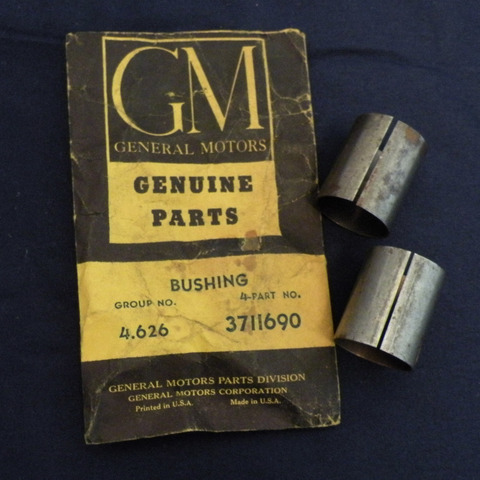 GM
GENERAL MOTORS
GENUINE
PARTS
BUSHING
GROUP NO. 4-PART NO.
4.626 3711690
GENERAL MOTORS PARTS DIVISION
GENERAL MOTORS CORPORATION
Printed in U.S.A. Made in U.S.A.